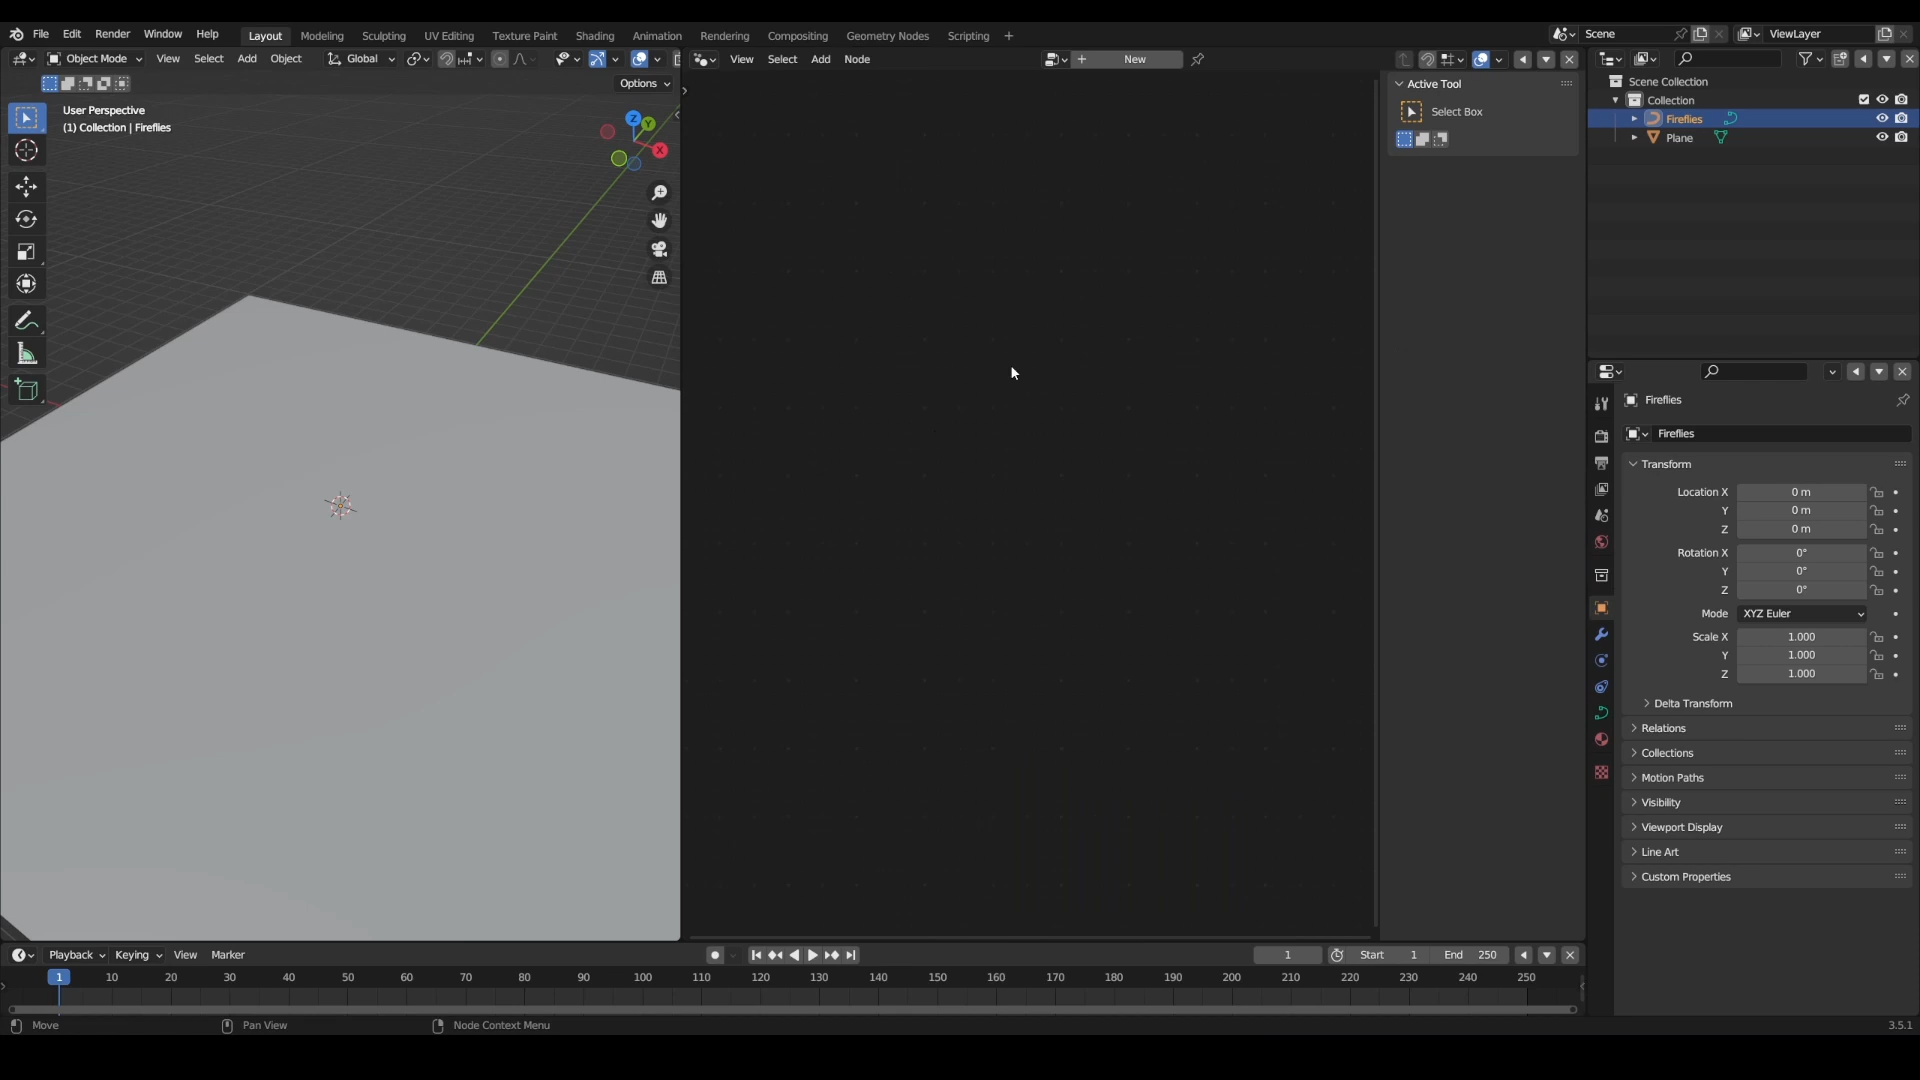 File Edit Render Window Help Layout Modeling Sculpting UV Editing Texture Paint Shading Animation Rendering Compositing Geometry Nodes Scripting + Scene ViewLayer
Object Mode View Select Add Object Global View Select Add Node New
Options
User Perspective
(1) Collection | Fireflies
Z
Y
X
Active Tool
Select Box
Scene Collection
Collection
Fireflies
Plane
Fireflies
Fireflies
Transform
Location X 0 m
Y 0 m
Z 0 m
Rotation X 0°
Y 0°
Z 0°
Mode XYZ Euler
Scale X 1.000
Y 1.000
Z 1.000
Delta Transform
Relations
Collections
Motion Paths
Visibility
Viewport Display
Line Art
Custom Properties
Playback Keying View Marker 1 Start 1 End 250
1 10 20 30 40 50 60 70 80 90 100 110 120 130 140 150 160 170 180 190 200 210 220 230 240 250
Move Pan View Node Context Menu 3.5.1